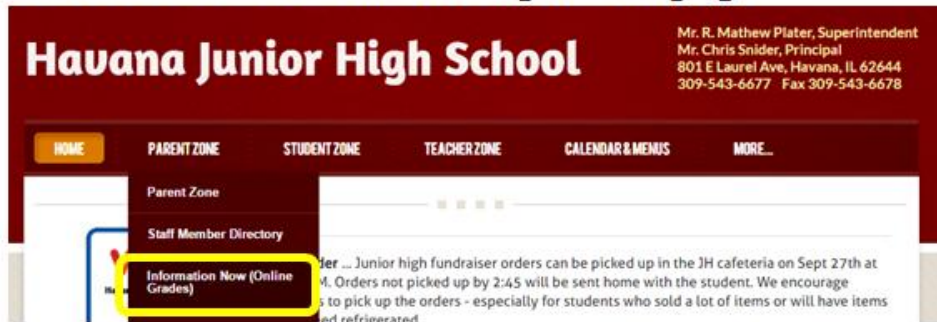 Havana Junior High School
Mr. R. Mathew Plater, Superintendent
Mr. Chris Snider, Principal
801 E Laurel Ave, Havana, IL 62644
309-543-6677 Fax 309-543-6678
HOME PARENT ZONE STUDENT ZONE TEACHER ZONE CALENDAR & MENUS MORE...
Parent Zone
Staff Member Directory
Information Now (Online
Grades)
... Junior high fundraiser orders can be picked up in the JH cafeteria on Sept 27th at
Orders not picked up by 2:45 will be sent home with the student. We encourage
to pick up the orders - especially for students who sold a lot of items or will have items
refrigerated